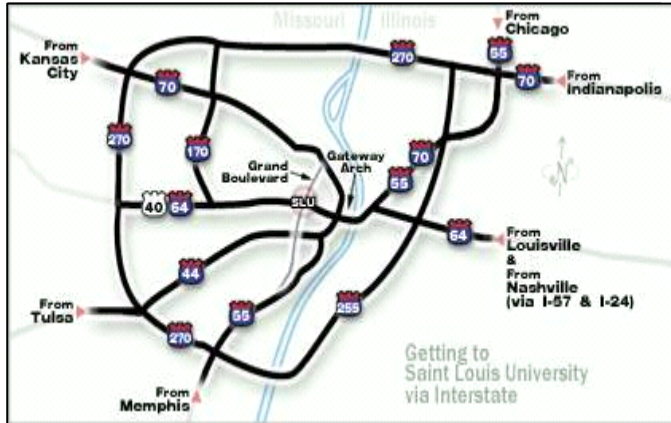 Missouri Illinois
From
Kansas
City
From
Chicago
55
270
70
From
Indianapolis
70
270
170
Grand
Boulevard
Gateway
Arch
70
55
40 64
SLU
64
From
Louisville
&
From
Nashville
(via I-57 & I-24)
44
From
Tulsa
55
255
270
From
Memphis
N
Getting to
Saint Louis University
via Interstate